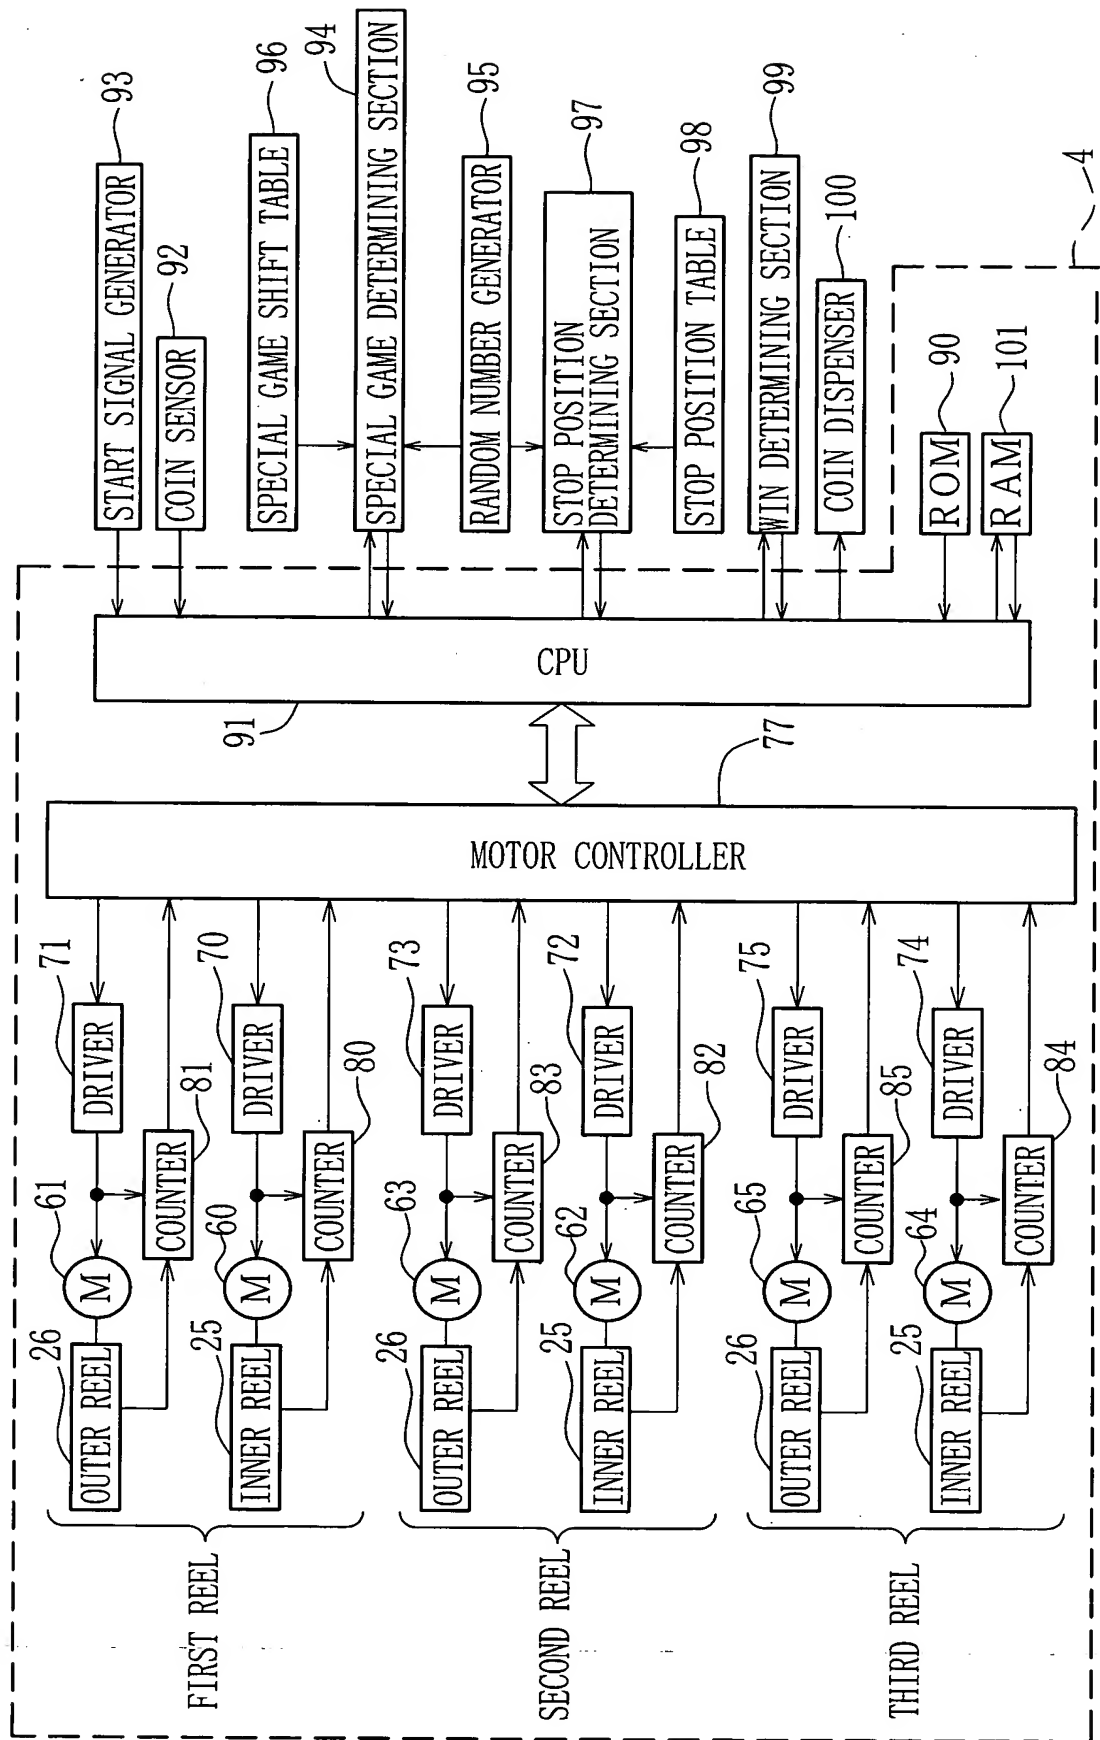 FIRST REEL
OUTER REEL
26
M
61
DRIVER
71
COUNTER
81
INNER REEL
25
M
60
DRIVER
70
COUNTER
80
SECOND REEL
OUTER REEL
26
M
63
DRIVER
73
COUNTER
83
INNER REEL
25
M
62
DRIVER
72
COUNTER
82
THIRD REEL
OUTER REEL
26
M
65
DRIVER
75
COUNTER
85
INNER REEL
25
M
64
DRIVER
74
COUNTER
84
MOTOR CONTROLLER
77
CPU
91
START SIGNAL GENERATOR
93
COIN SENSOR
92
SPECIAL GAME SHIFT TABLE
96
SPECIAL GAME DETERMINING SECTION
94
RANDOM NUMBER GENERATOR
95
STOP POSITION
DETERMINING SECTION
97
STOP POSITION TABLE
98
WIN DETERMINING SECTION
99
COIN DISPENSER
100
ROM
90
RAM
101
4